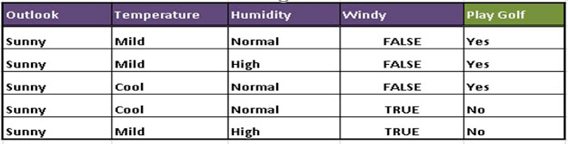 Outlook Temperature Humidity Windy Play Golf
Sunny Mild Normal FALSE Yes
Sunny Mild High FALSE Yes
Sunny Cool Normal FALSE Yes
Sunny Cool Normal TRUE No
Sunny Mild High TRUE No